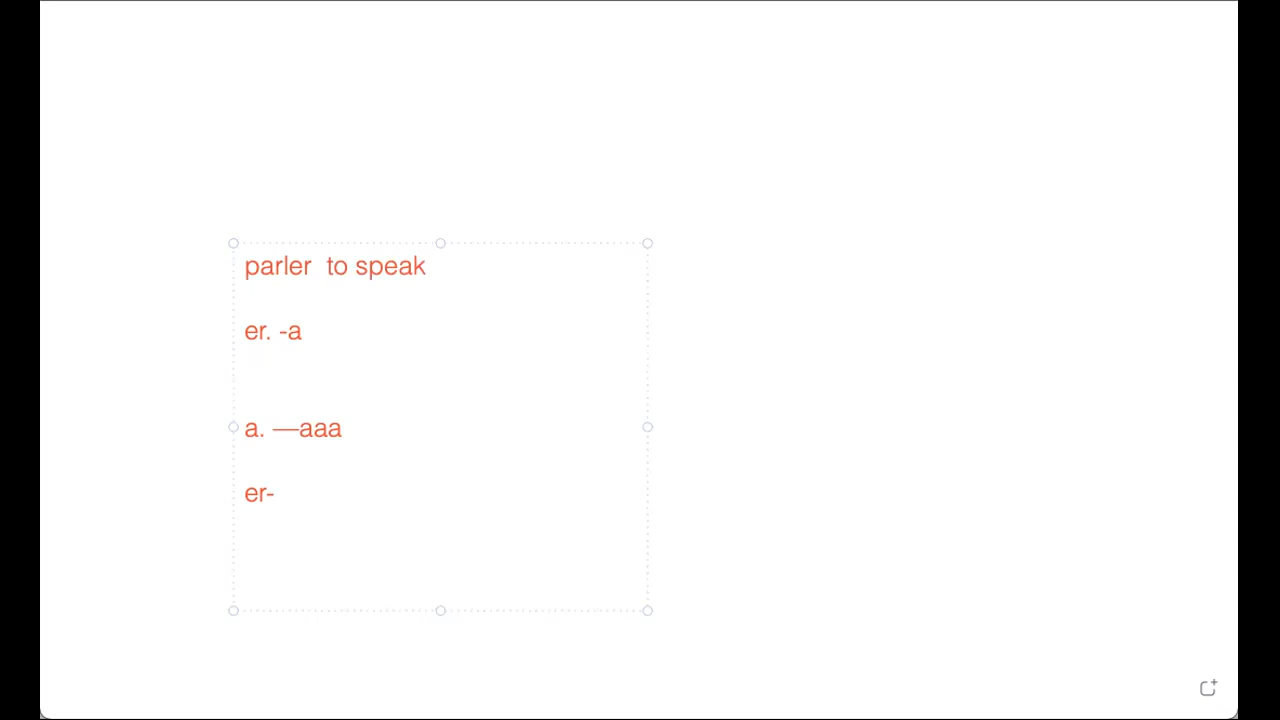 parler  to speak
er. -a
a. —aaa
er-